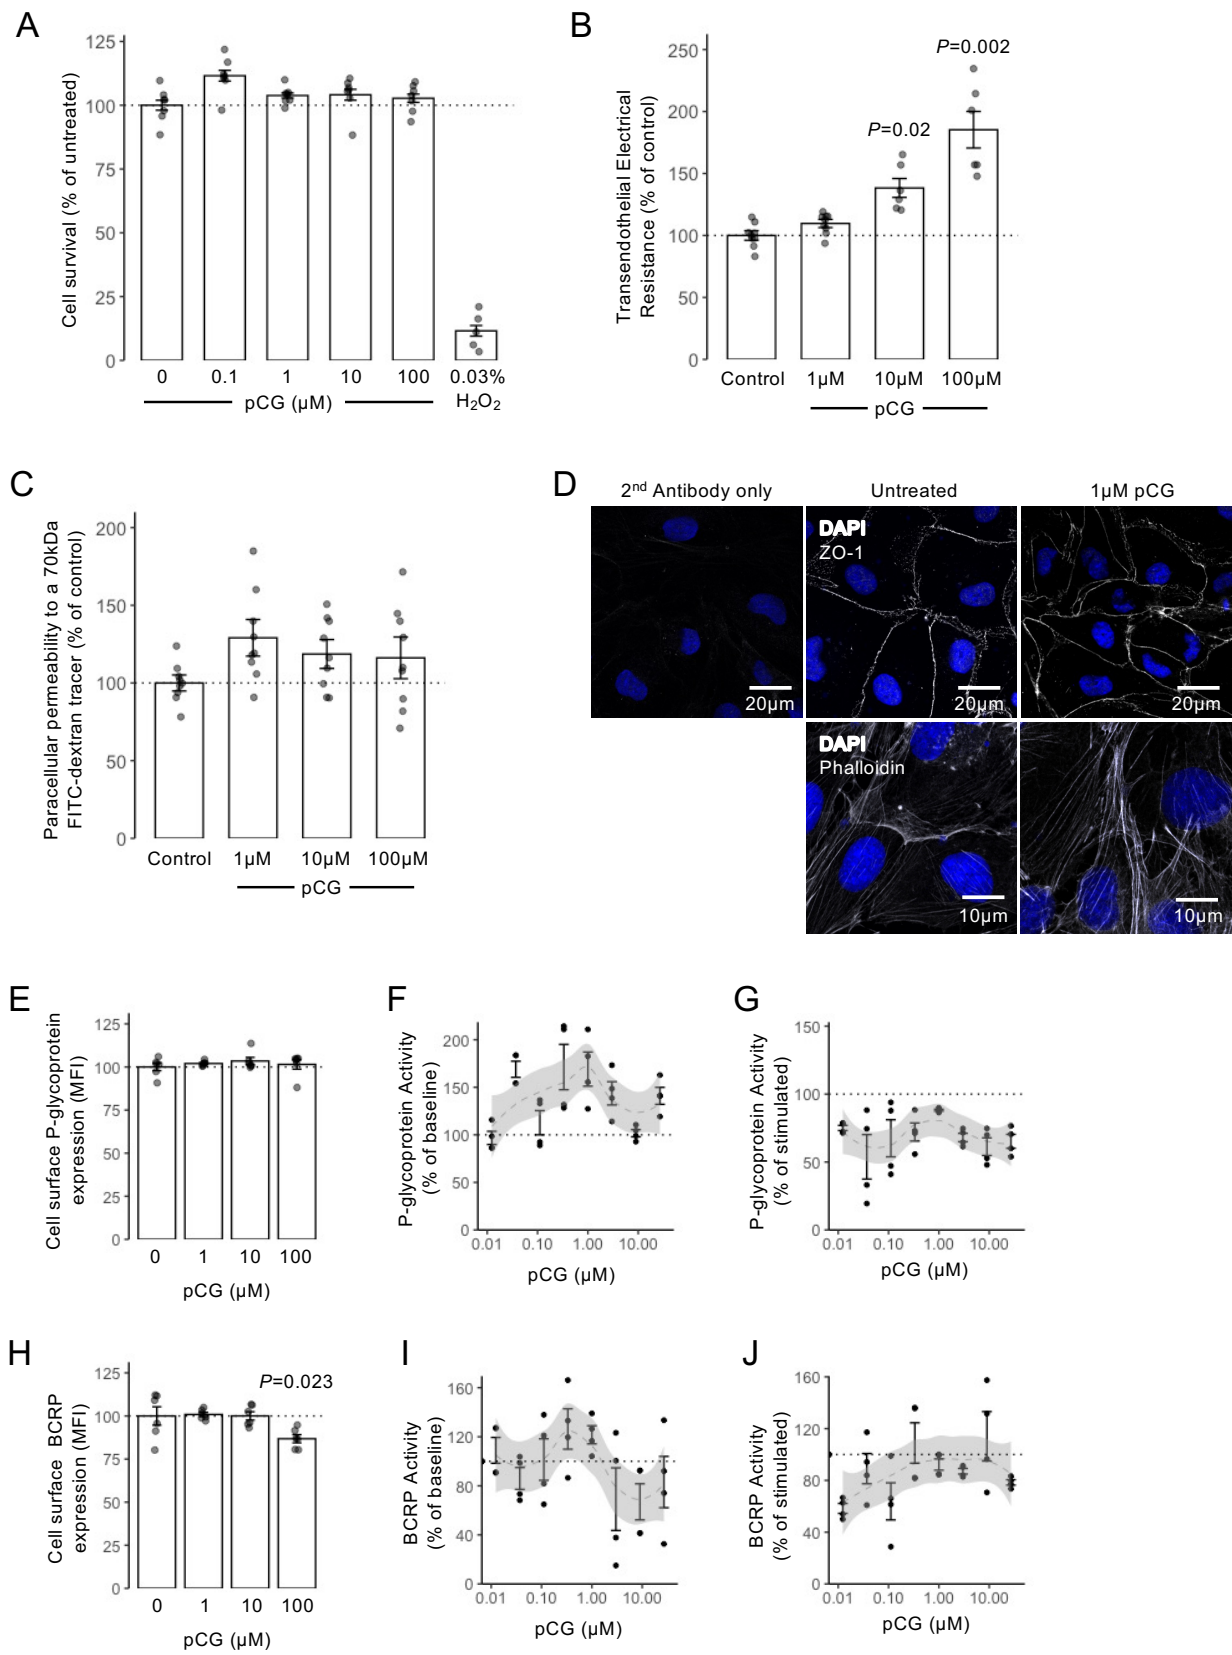 A
Cell survival (% of untreated)
125
100
75
50
25
0
0 0.1 1 10 100 0.03%
pCG (µM) H₂O₂
B
Transendothelial Electrical
Resistance (% of control)
250
200
150
100
50
0
P=0.002
P=0.02
Control 1µM 10µM 100µM
pCG
C
Paracellular permeability to a 70kDa
FITC-dextran tracer (% of control)
200
150
100
50
0
Control 1µM 10µM 100µM
pCG
D
2nd Antibody only Untreated 1µM pCG
DAPI
ZO-1
20µm 20µm 20µm
DAPI
Phalloidin
10µm 10µm
E
Cell surface P-glycoprotein
expression (MFI)
125
100
75
50
25
0
0 1 10 100
pCG (µM)
F
P-glycoprotein Activity
(% of baseline)
200
150
100
50
0
0.01 0.10 1.00 10.00
pCG (µM)
G
P-glycoprotein Activity
(% of stimulated)
150
100
50
0
0.01 0.10 1.00 10.00
pCG (µM)
H
Cell surface BCRP
expression (MFI)
125
100
75
50
25
0
P=0.023
0 1 10 100
pCG (µM)
I
BCRP Activity
(% of baseline)
160
120
80
40
0
0.01 0.10 1.00 10.00
pCG (µM)
J
BCRP Activity
(% of stimulated)
160
120
80
40
0
0.01 0.10 1.00 10.00
pCG (µM)